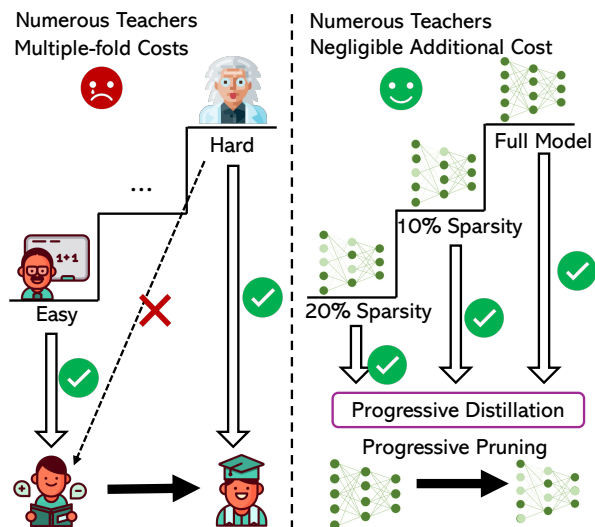 Numerous Teachers
Multiple-fold Costs
Hard
...
1+1
Easy
Numerous Teachers
Negligible Additional Cost
Full Model
10% Sparsity
20% Sparsity
Progressive Distillation
Progressive Pruning